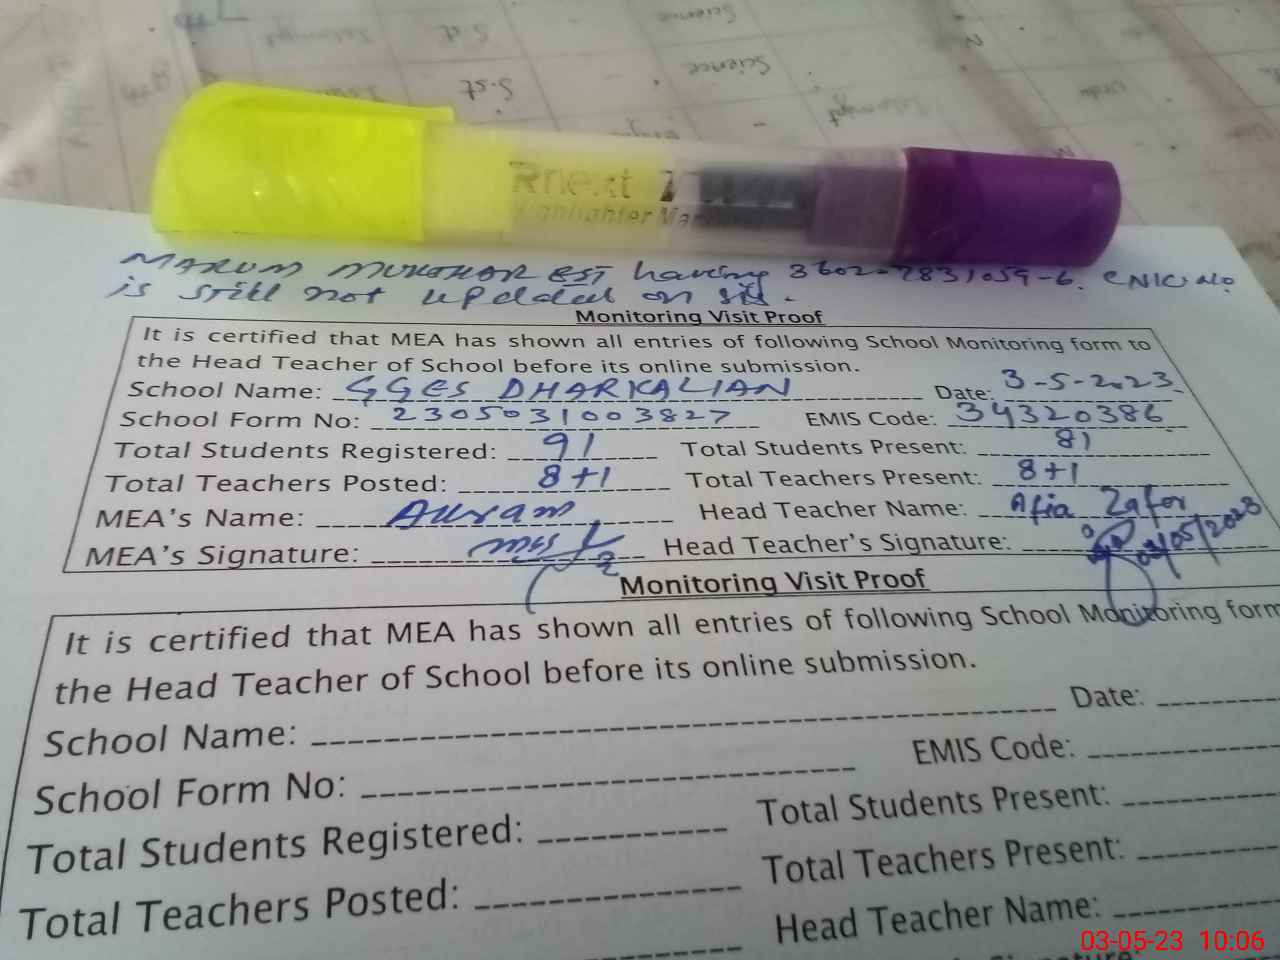 S.st
Science
S.st
Science
Urdu
Rnext
Highlighter Mar
MARUM MUKHTAR EST having CNIC No
is still not updated on sis.
Monitoring Visit Proof
It is certified that MEA has shown all entries of following School Monitoring form to
the Head Teacher of School before its online submission.
School Name: GGES DHARKALIAN Date: 3-5-2023
School Form No: 2305031003827 EMIS Code: 34320386
Total Students Registered: 91 Total Students Present: 81
Total Teachers Posted: 8+1 Total Teachers Present: 8+1
MEA's Name: Head Teacher Name: Afia Zafar
MEA's Signature: Head Teacher's Signature: 03/05/2023
Monitoring Visit Proof
It is certified that MEA has shown all entries of following School Monitoring form
the Head Teacher of School before its online submission.
School Name: Date:
School Form No: EMIS Code:
Total Students Registered: Total Students Present:
Total Teachers Posted: Total Teachers Present:
Head Teacher Name:
03-05-23 10:06